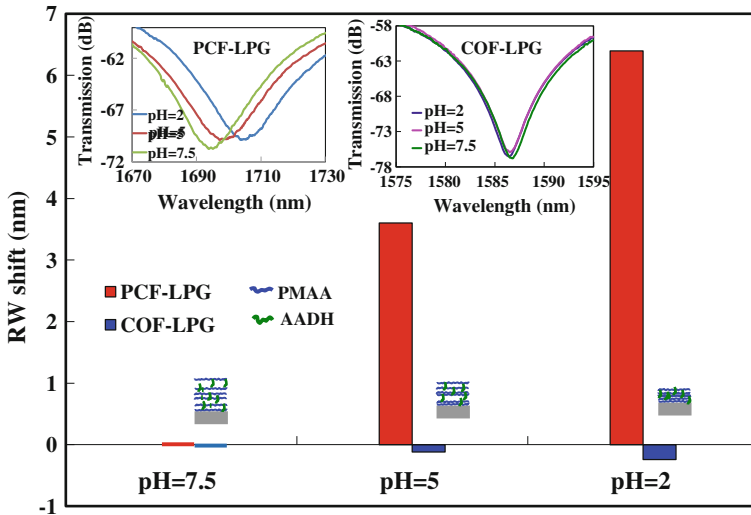 7
6
5
4
3
2
1
0
-1
RW shift (nm)
PCF-LPG
Transmission (dB)
-62
-67
-72
pH=2
pH=5
pH=7.5
1670
1690
1710
1730
Wavelength (nm)
COF-LPG
Transmission (dB)
-58
-63
-68
-73
-78
pH=2
pH=5
pH=7.5
1575
1580
1585
1590
1595
Wavelength (nm)
PCF-LPG
COF-LPG
PMAA
AADH
pH=7.5
pH=5
pH=2